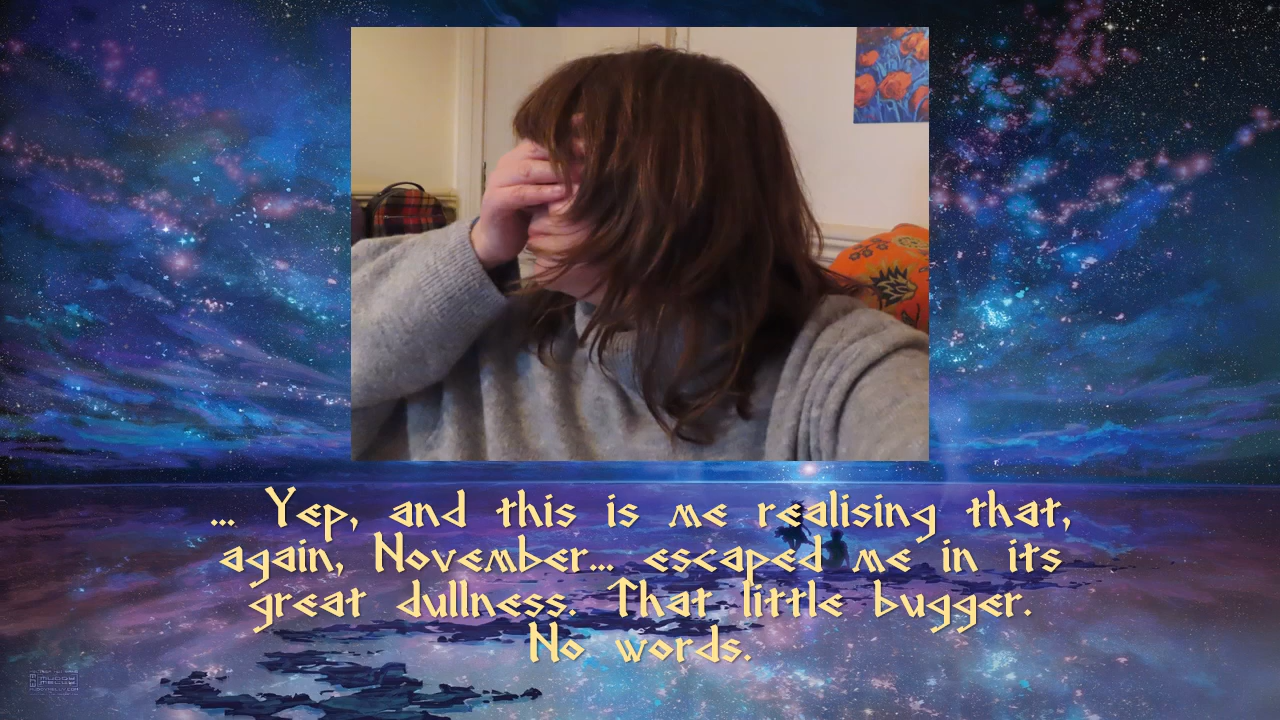 ... Yep, and this is me realising that,
again, November... escaped me in its
great dullness. That little bugger.
No words.